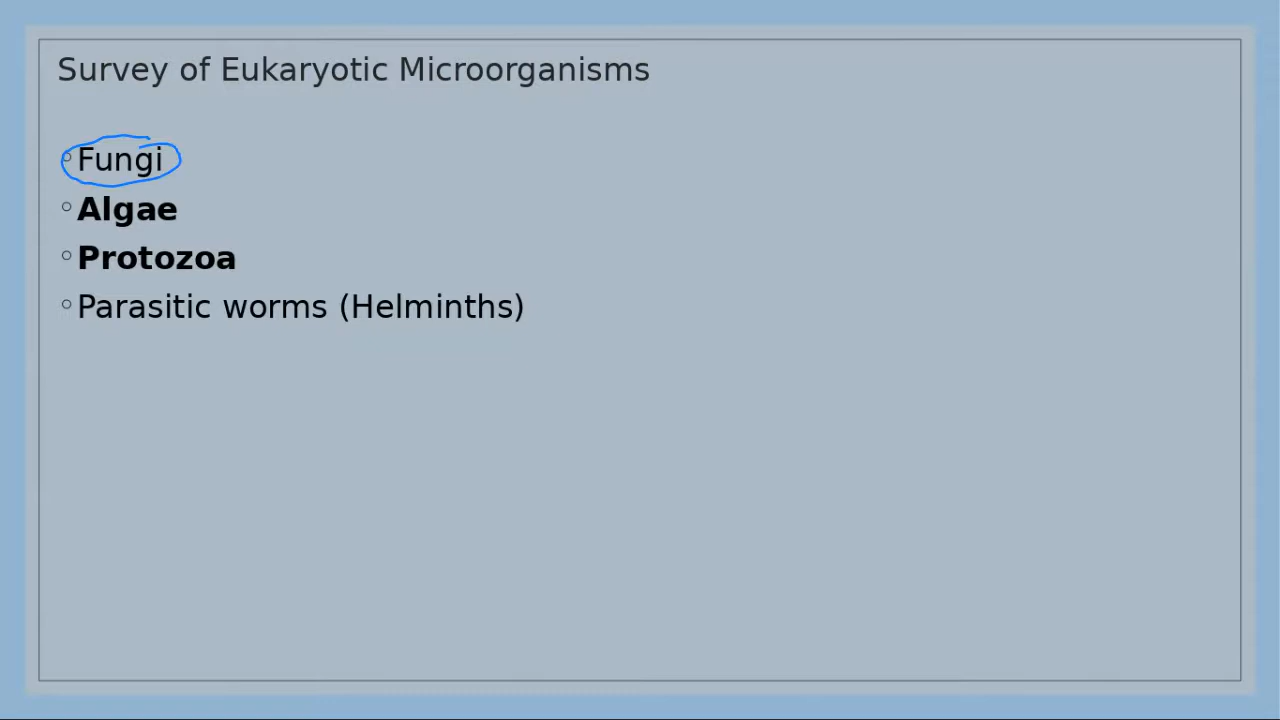 Survey of Eukaryotic Microorganisms
◦Fungi
◦Algae
◦Protozoa
◦Parasitic worms (Helminths)